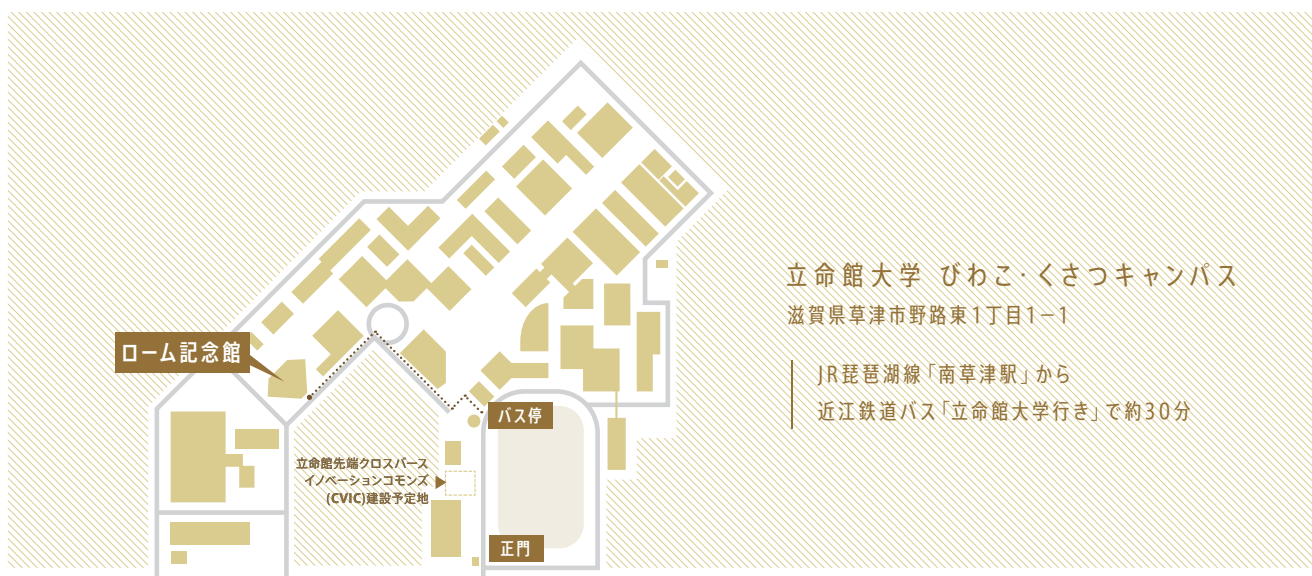 立命館大学 びわこ・くさつキャンパス
滋賀県草津市野路東1丁目1−1
JR琵琶湖線「南草津駅」から
近江鉄道バス「立命館大学行き」で約30分
ローム記念館
バス停
立命館先端クロスバース
イノベーションコモンズ
(CVIC)建設予定地
正門